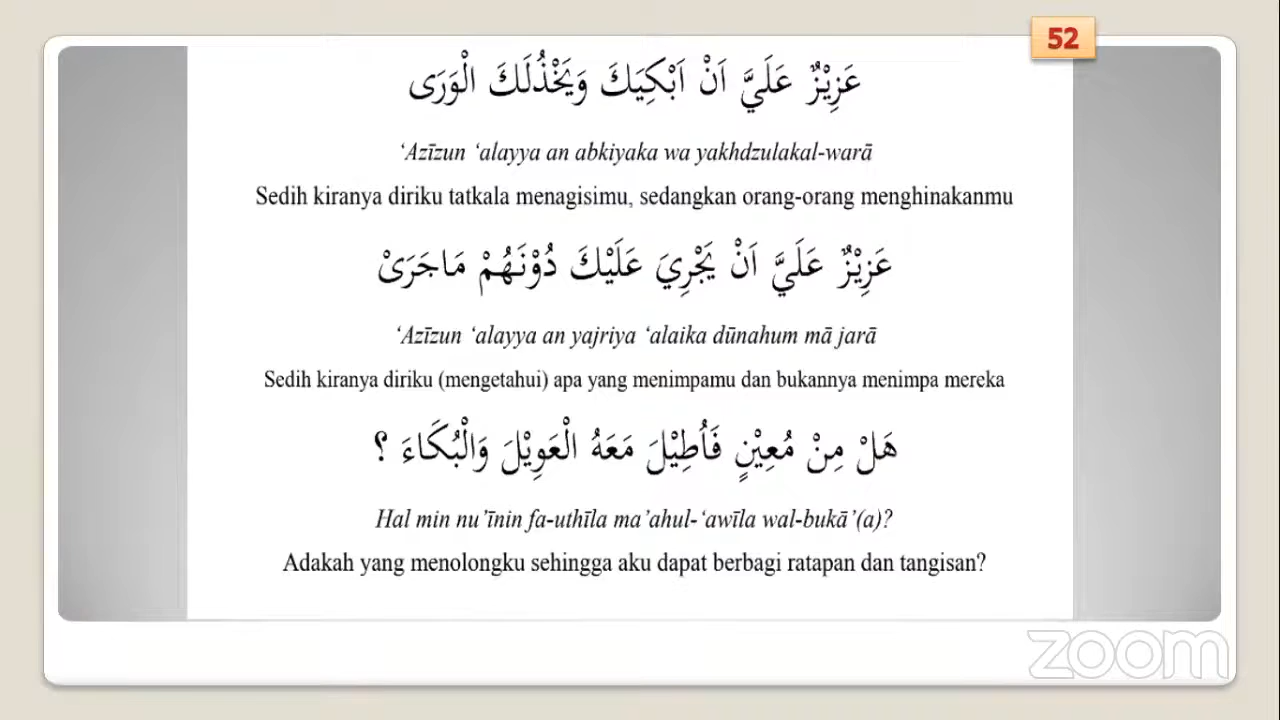 52
عَزِيْزٌ عَلَيَّ اَنْ اَبْكِيَكَ وَيَخْذُلَكَ الْوَرَى
‘Azīzun ‘alayya an abkiyaka wa yakhdzulakal-warā
Sedih kiranya diriku tatkala menagisimu, sedangkan orang-orang menghinakanmu
عَزِيْزٌ عَلَيَّ اَنْ يَجْرِيَ عَلَيْكَ دُوْنَهُمْ مَاجَرَىْ
‘Azīzun ‘alayya an yajriya ‘alaika dūnahum mā jarā
Sedih kiranya diriku (mengetahui) apa yang menimpamu dan bukannya menimpa mereka
هَلْ مِنْ مُعِيْنٍ فَاُطِيْلَ مَعَهُ الْعَوِيْلَ وَالْبُكَاءَ ؟
Hal min nu’īnin fa-uthīla ma’ahul-‘awīla wal-bukā’(a)?
Adakah yang menolongku sehingga aku dapat berbagi ratapan dan tangisan?
zoom